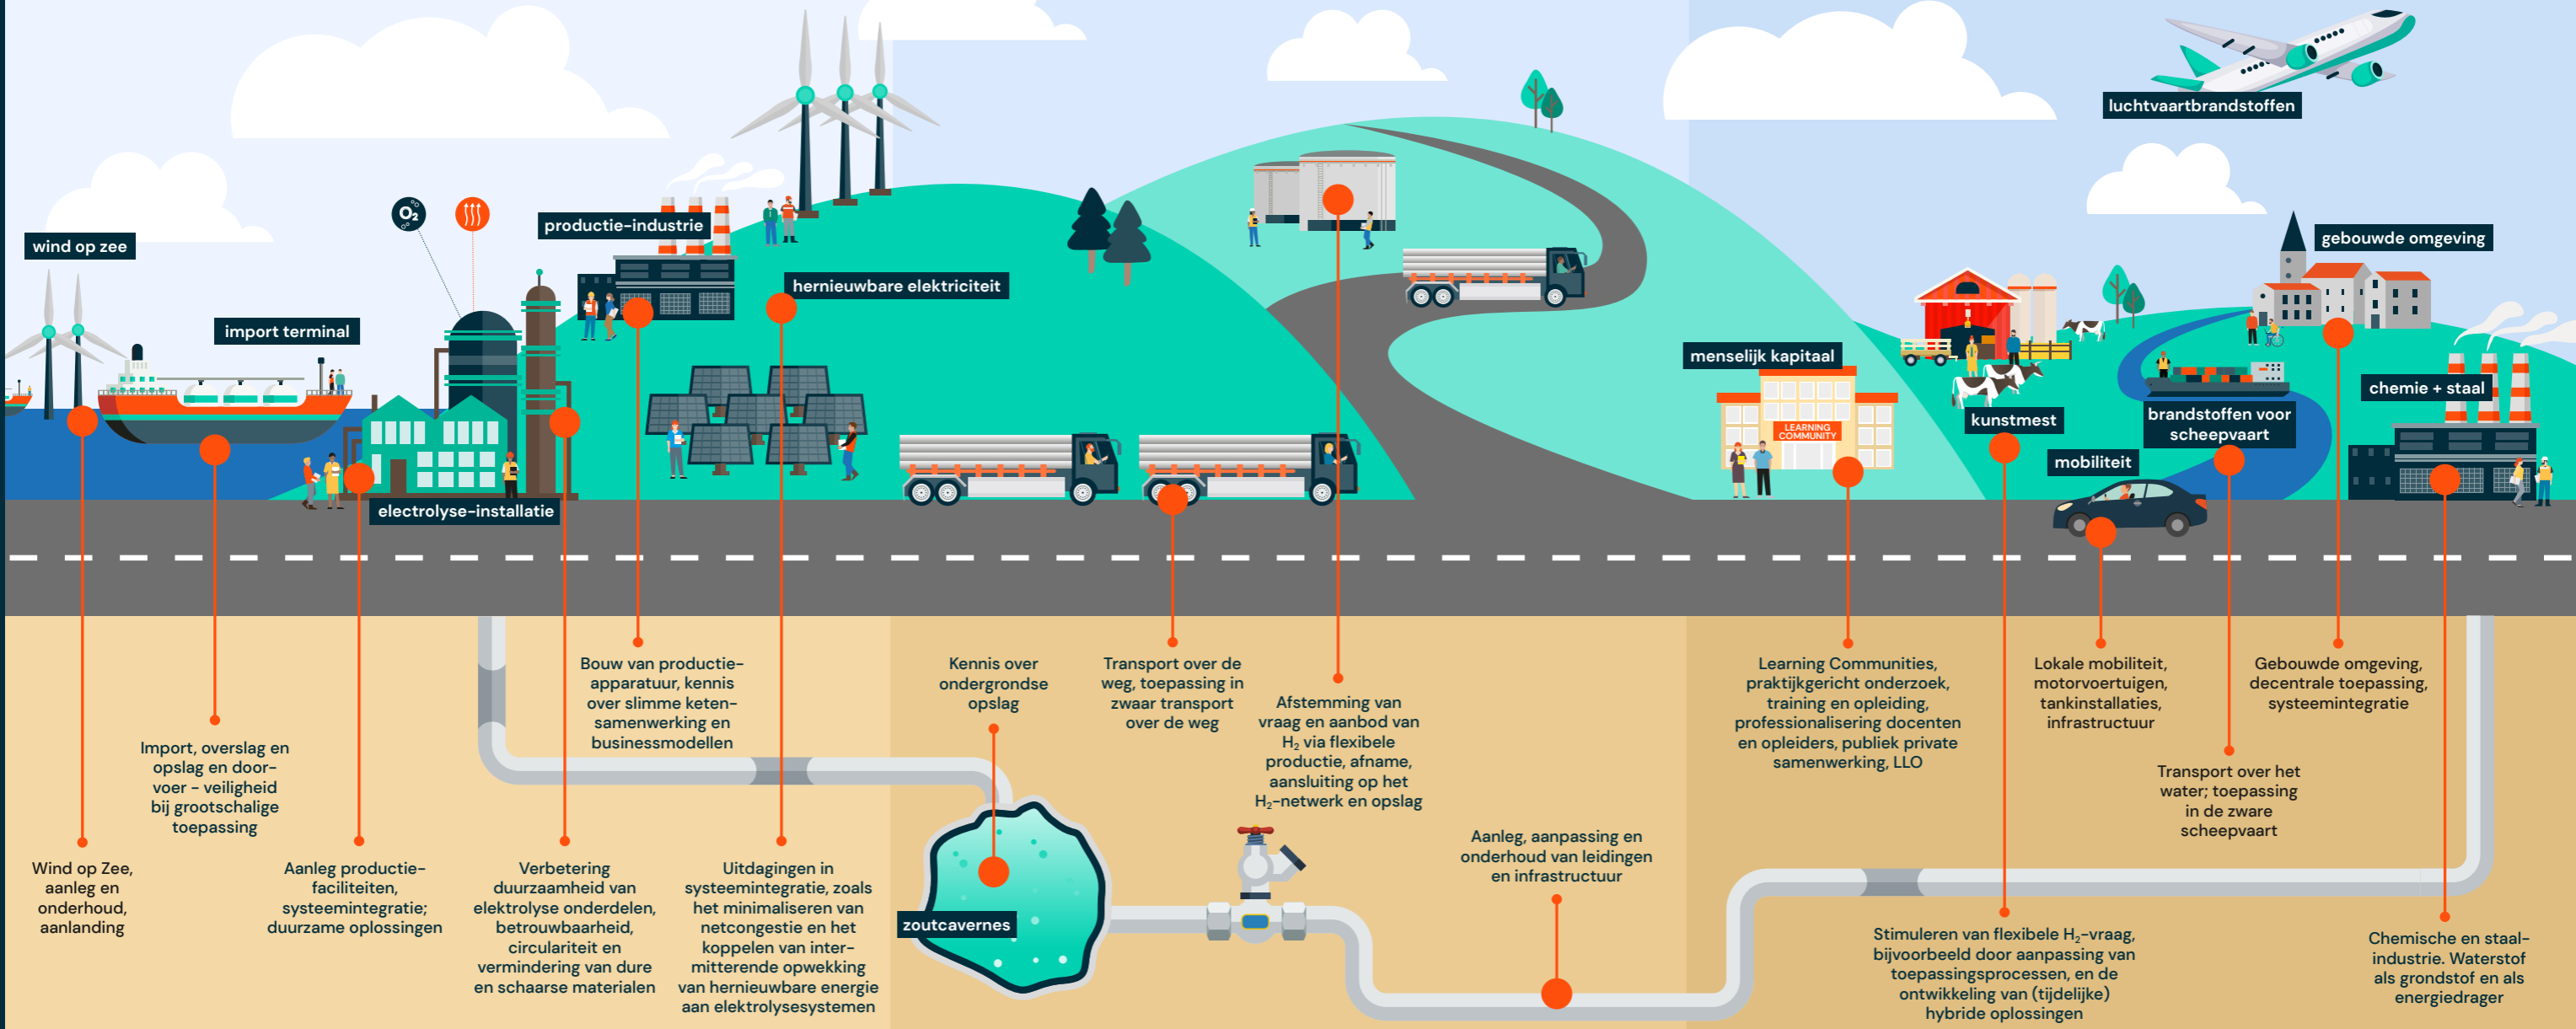 luchtvaartbrandstoffen
wind op zee
O₂
productie-industrie
hernieuwbare elektriciteit
import terminal
electrolyse-installatie
menselijk kapitaal
LEARNING
COMMUNITY
gebouwde omgeving
kunstmest
brandstoffen voor
scheepvaart
chemie + staal
mobiliteit
Wind op Zee,
aanleg en
onderhoud,
aanlanding
Import, overslag en
opslag en door-
voer - veiligheid
bij grootschalige
toepassing
Aanleg productie-
faciliteiten,
systeemintegratie;
duurzame oplossingen
Verbetering
duurzaamheid van
elektrolyse onderdelen,
betrouwbaarheid,
circulariteit en
vermindering van dure
en schaarse materialen
Bouw van productie-
apparatuur, kennis
over slimme keten-
samenwerking en
businessmodellen
Uitdagingen in
systeemintegratie, zoals
het minimaliseren van
netcongestie en het
koppelen van inter-
mitterende opwekking
van hernieuwbare energie
aan elektrolysesystemen
Kennis over
ondergrondse
opslag
zoutcavernes
Transport over de
weg, toepassing in
zwaar transport
over de weg
Afstemming van
vraag en aanbod van
H₂ via flexibele
productie, afname,
aansluiting op het
H₂-netwerk en opslag
Aanleg, aanpassing en
onderhoud van leidingen
en infrastructuur
Learning Communities,
praktijkgericht onderzoek,
training en opleiding,
professionalisering docenten
en opleiders, publiek private
samenwerking, LLO
Stimuleren van flexibele H₂-vraag,
bijvoorbeeld door aanpassing van
toepassingsprocessen, en de
ontwikkeling van (tijdelijke)
hybride oplossingen
Lokale mobiliteit,
motorvoertuigen,
tankinstallaties,
infrastructuur
Transport over het
water; toepassing
in de zware
scheepvaart
Gebouwde omgeving,
decentrale toepassing,
systeemintegratie
Chemische en staal-
industrie. Waterstof
als grondstof en als
energiedrager